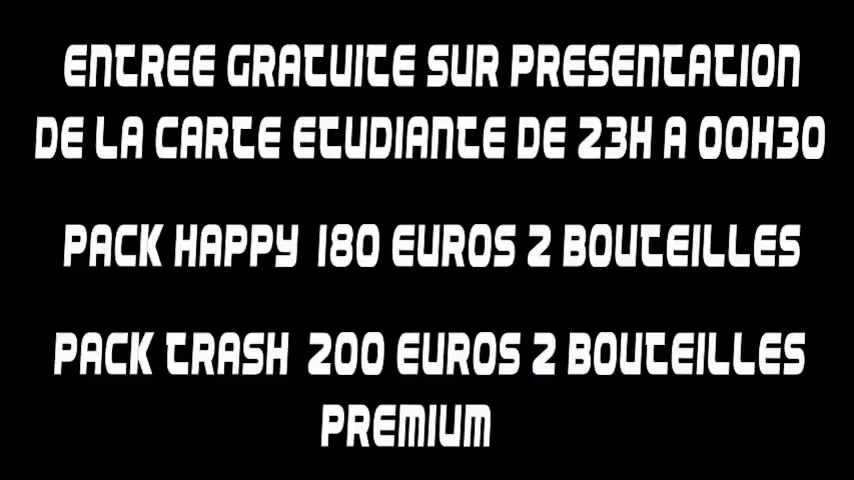 ENTREE GRATUITE SUR PRESENTATION
DE LA CARTE ETUDIANTE DE 23H A 00H30
PACK HAPPY 180 EUROS 2 BOUTEILLES
PACK TRASH 200 EUROS 2 BOUTEILLES
PREMIUM